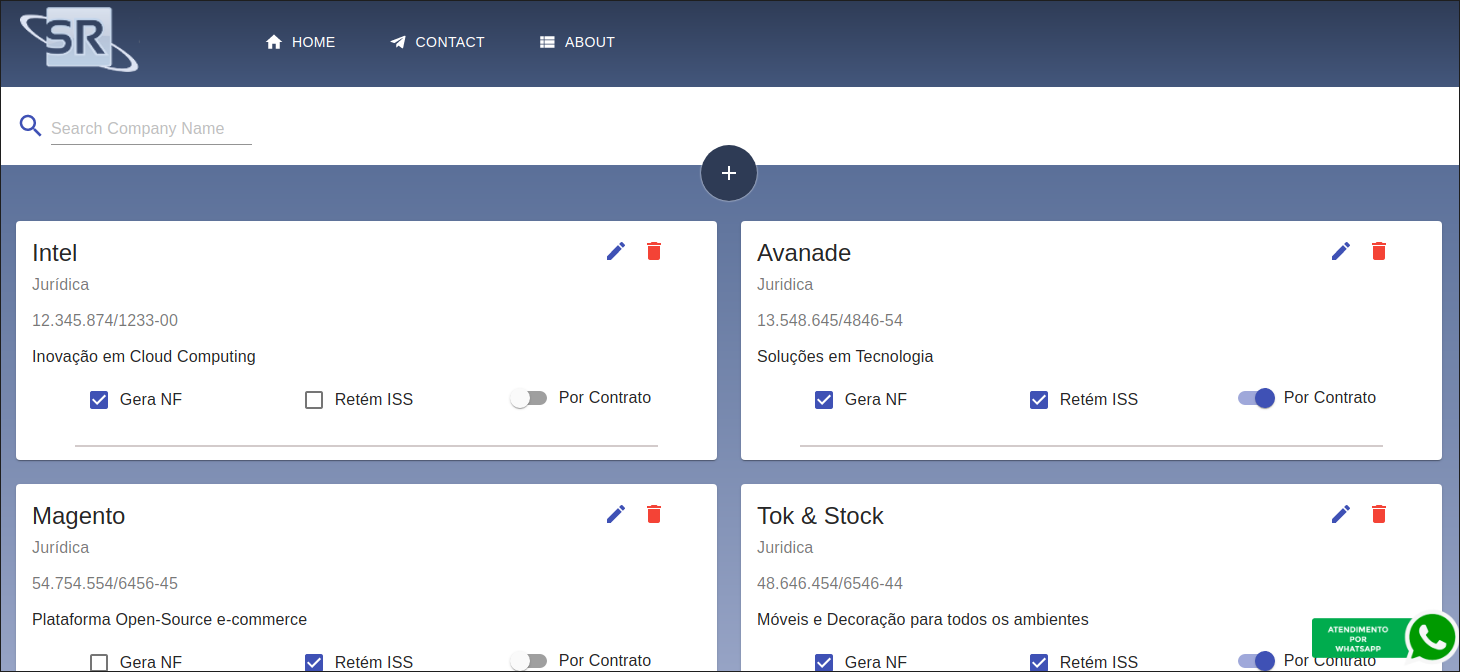 SR
HOME CONTACT ABOUT
Search Company Name
+
Intel
Jurídica
12.345.874/1233-00
Inovação em Cloud Computing
Gera NF Retém ISS Por Contrato
Avanade
Juridica
13.548.645/4846-54
Soluções em Tecnologia
Gera NF Retém ISS Por Contrato
Magento
Jurídica
54.754.554/6456-45
Plataforma Open-Source e-commerce
Gera NF Retém ISS Por Contrato
Tok & Stock
Juridica
48.646.454/6546-44
Móveis e Decoração para todos os ambientes
Gera NF Retém ISS Por Contrato
ATENDIMENTO
POR
WHATSAPP